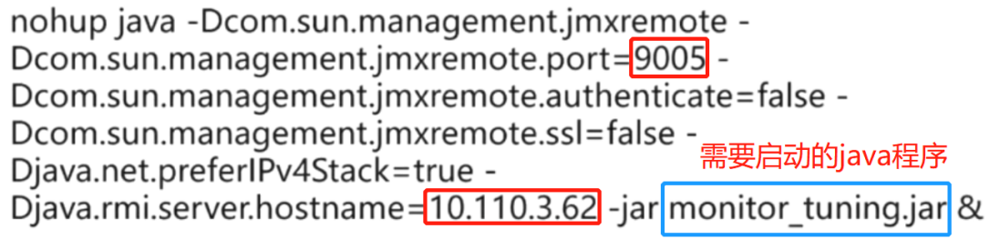 nohup java -Dcom.sun.management.jmxremote -
Dcom.sun.management.jmxremote.port=9005 -
Dcom.sun.management.jmxremote.authenticate=false -
Dcom.sun.management.jmxremote.ssl=false -
需要启动的java程序
Djava.net.preferIPv4Stack=true -
Djava.rmi.server.hostname=10.110.3.62 -jar monitor_tuning.jar &